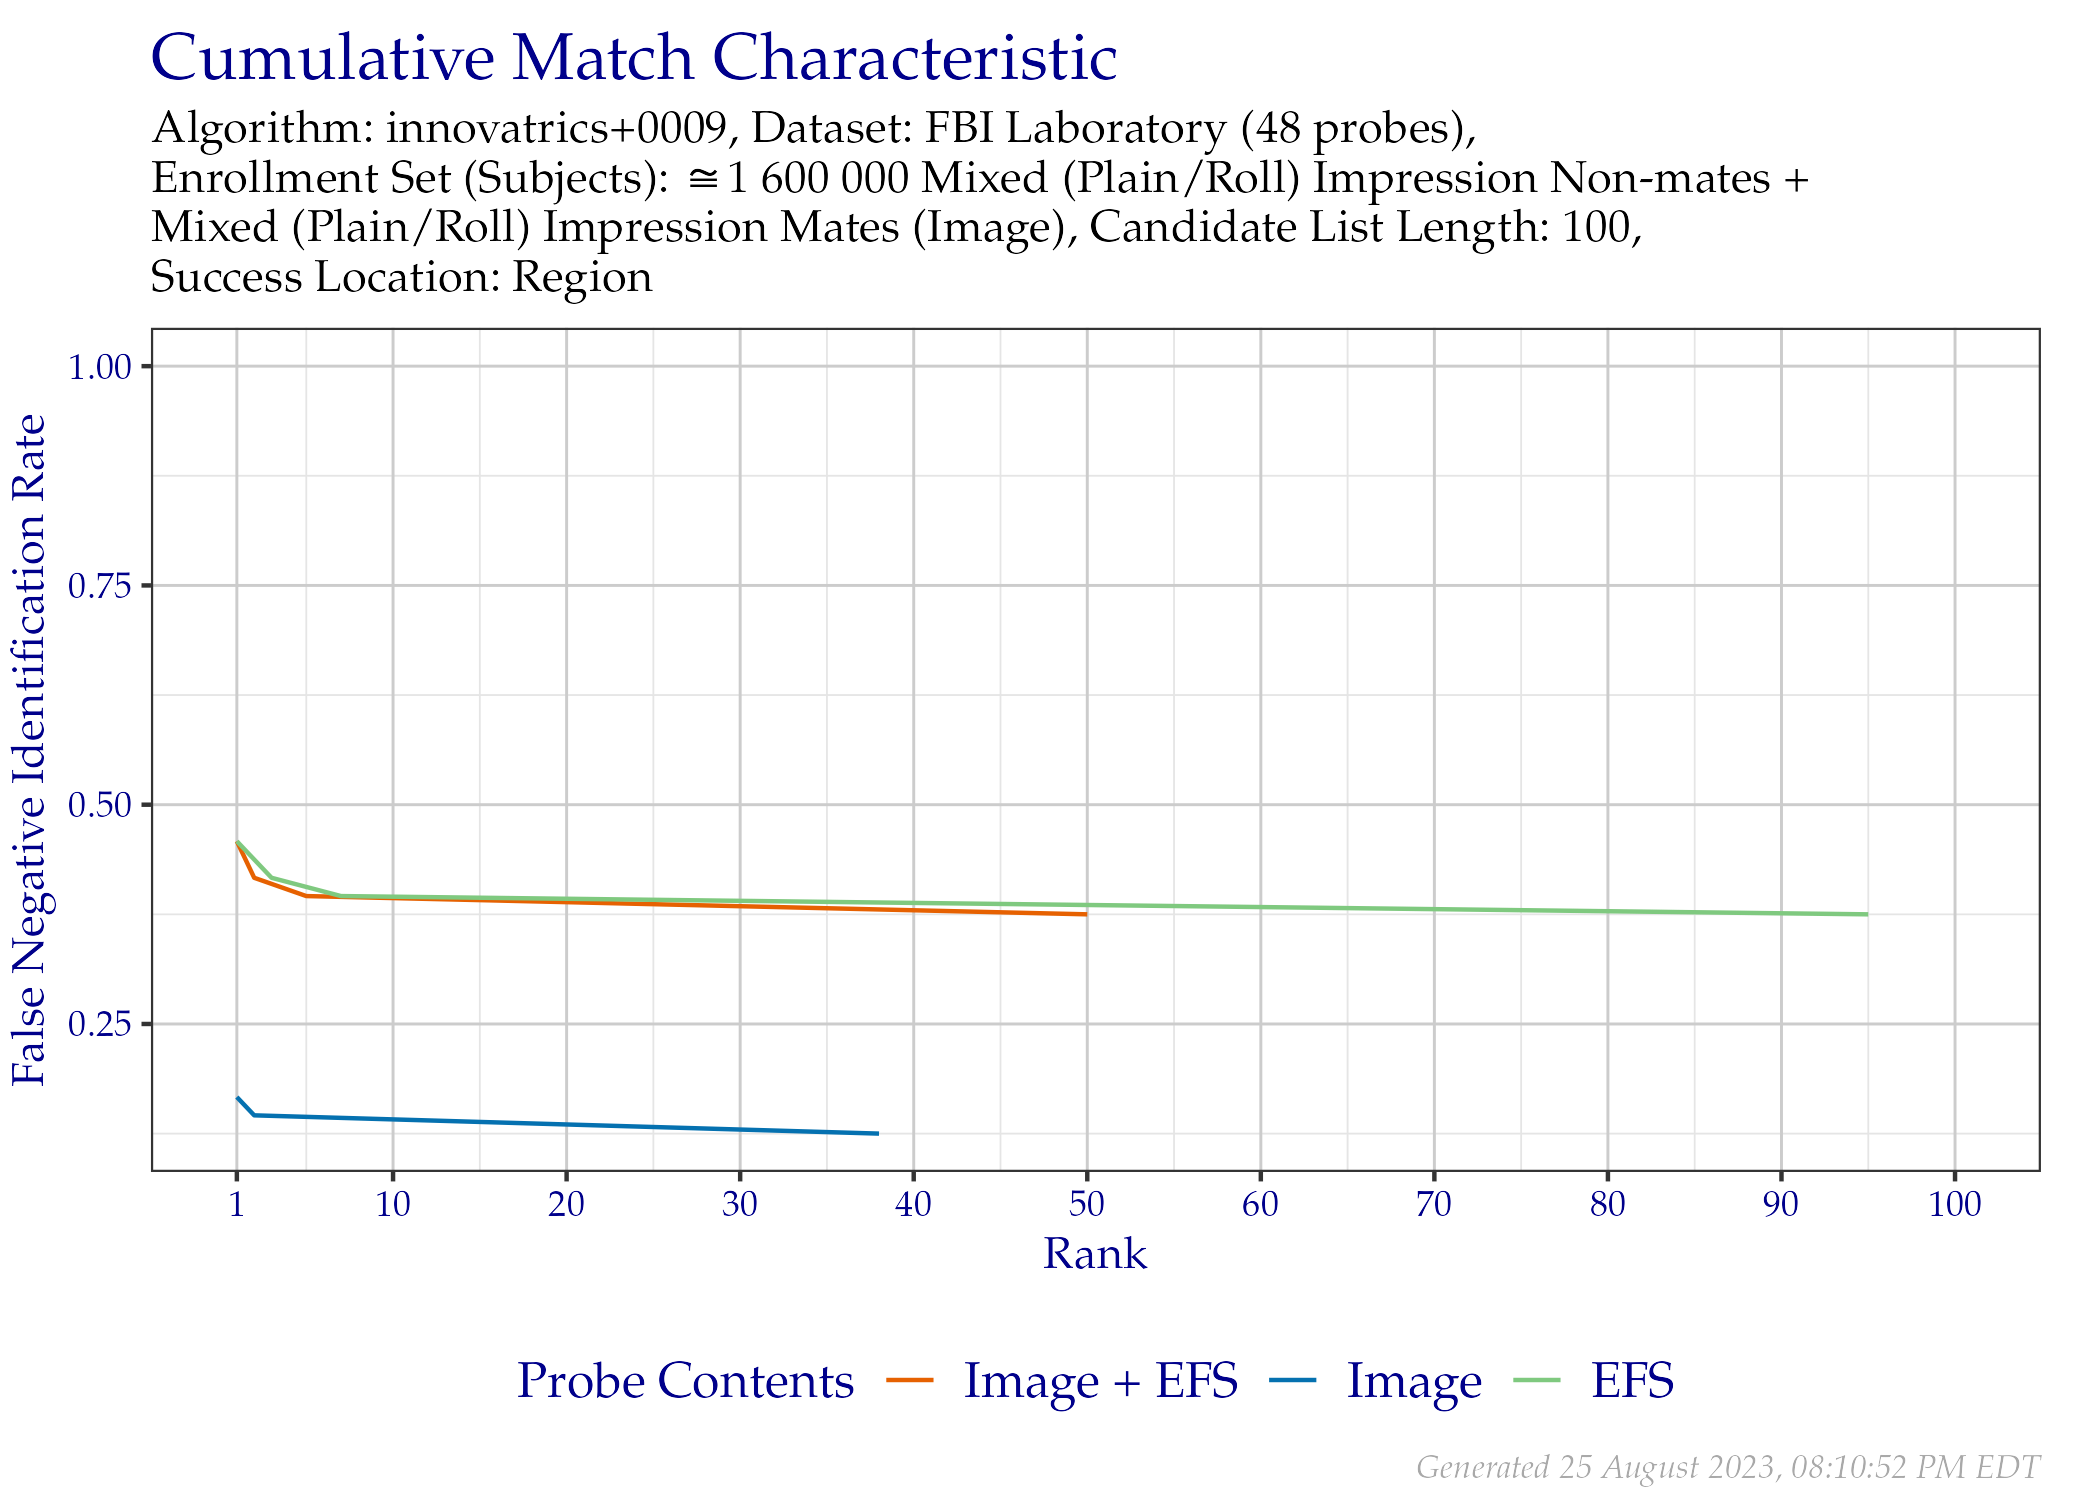 Cumulative Match Characteristic
Algorithm: innovatrics+0009, Dataset: FBI Laboratory (48 probes),
Enrollment Set (Subjects): ≅1 600 000 Mixed (Plain/Roll) Impression Non-mates +
Mixed (Plain/Roll) Impression Mates (Image), Candidate List Length: 100,
Success Location: Region
False Negative Identification Rate
1.00
0.75
0.50
0.25
1 10 20 30 40 50 60 70 80 90 100
Rank
Probe Contents Image + EFS Image EFS
Generated 25 August 2023, 08:10:52 PM EDT